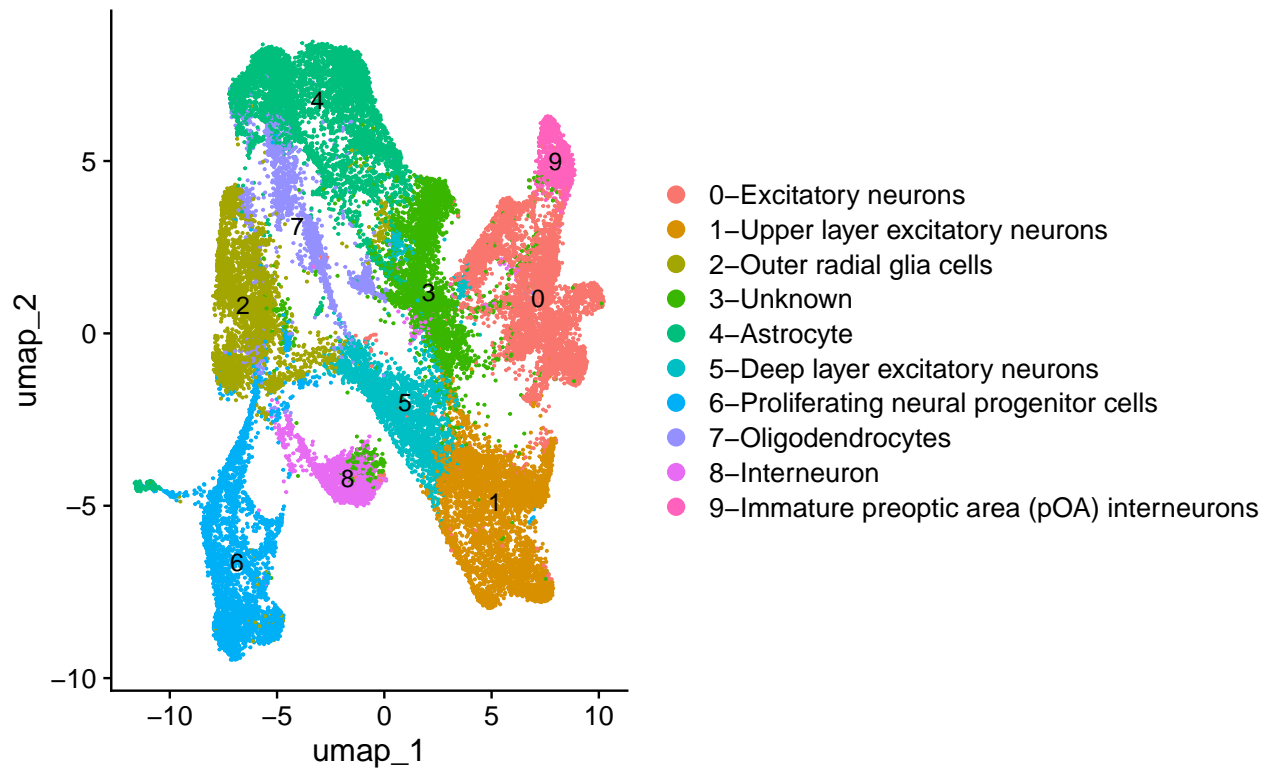 umap_2
5
0
−5
−10
−10
−5
0
5
10
umap_1
4
9
7
3
0
2
5
8
1
6
0−Excitatory neurons
1−Upper layer excitatory neurons
2−Outer radial glia cells
3−Unknown
4−Astrocyte
5−Deep layer excitatory neurons
6−Proliferating neural progenitor cells
7−Oligodendrocytes
8−Interneuron
9−Immature preoptic area (pOA) interneurons